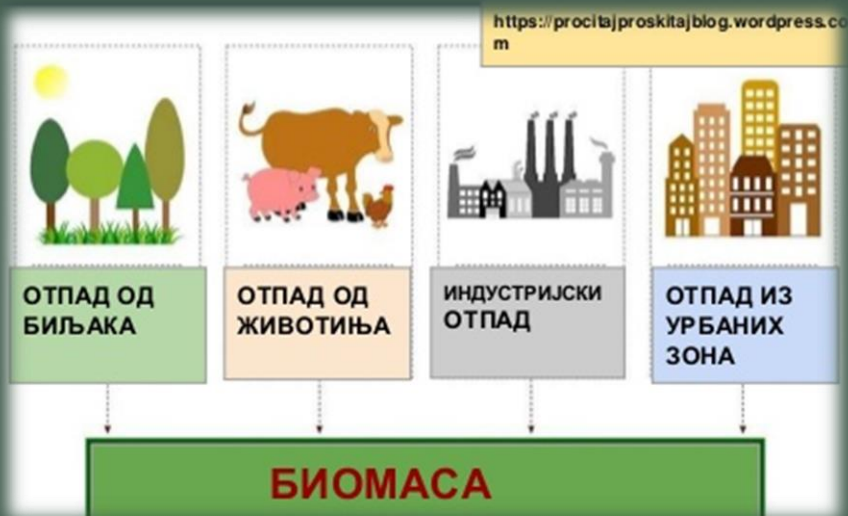 https://procitajproskitajblog.wordpress.co
m
ОТПАД ОД
БИЉАКА
ОТПАД ОД
ЖИВОТИЊА
ИНДУСТРИЈСКИ
ОТПАД
ОТПАД ИЗ
УРБАНИХ
ЗОНА
БИОМАСА